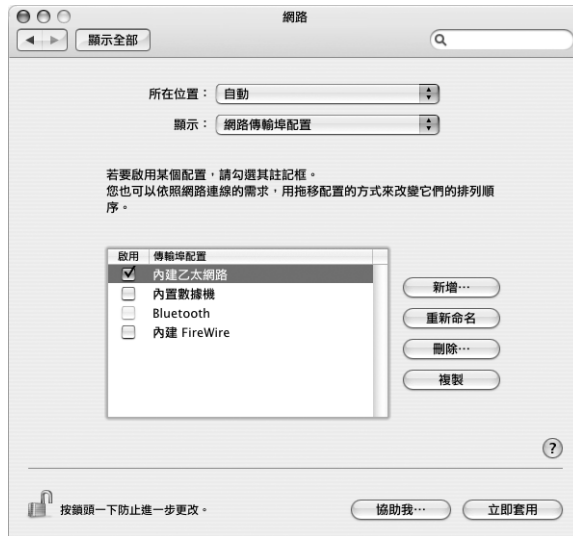 網路
顯示全部
所在位置： 自動
顯示： 網路傳輸埠配置
若要啟用某個配置，請勾選其註記框。
您也可以依照網路連線的需求，用拖移配置的方式來改變它們的排列順
序。
啟用 傳輸埠配置
內建乙太網路
內置數據機
Bluetooth
內建 FireWire
新增…
重新命名
刪除…
複製
?
按鎖頭一下防止進一步更改。
協助我…
立即套用